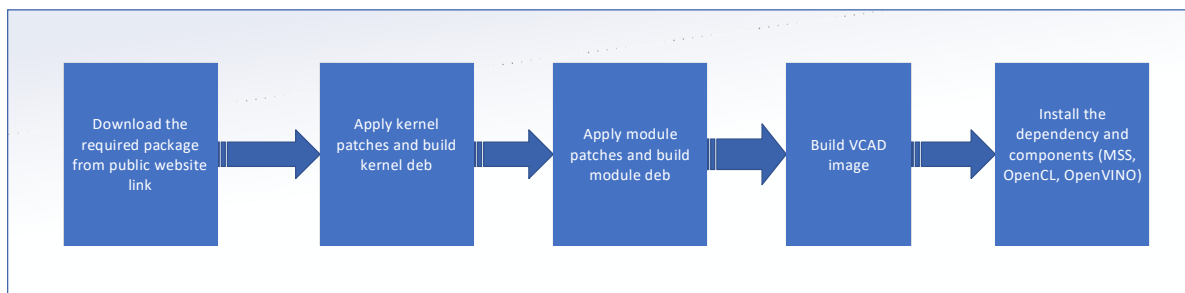 Download the
required package
from public website
link
Apply kernel
patches and build
kernel deb
Apply module
patches and build
module deb
Build VCAD
image
Install the
dependency and
components (MSS,
OpenCL, OpenVINO)